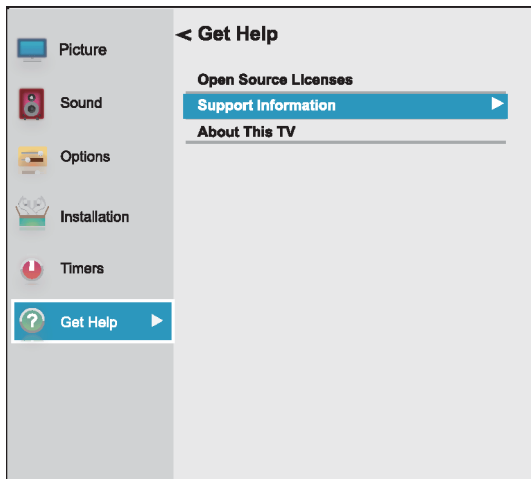 Picture
Sound
Options
Installation
Timers
Get Help
< Get Help
Open Source Licenses
Support Information
About This TV